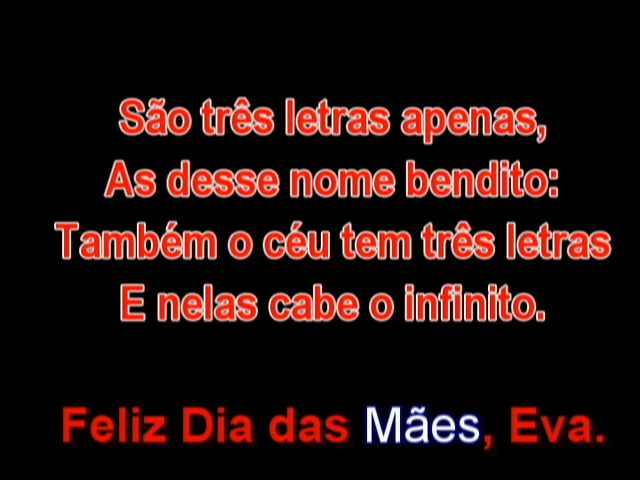 São três letras apenas,
As desse nome bendito:
Também o céu tem três letras
E nelas cabe o infinito.
Feliz Dia das Mães, Eva.